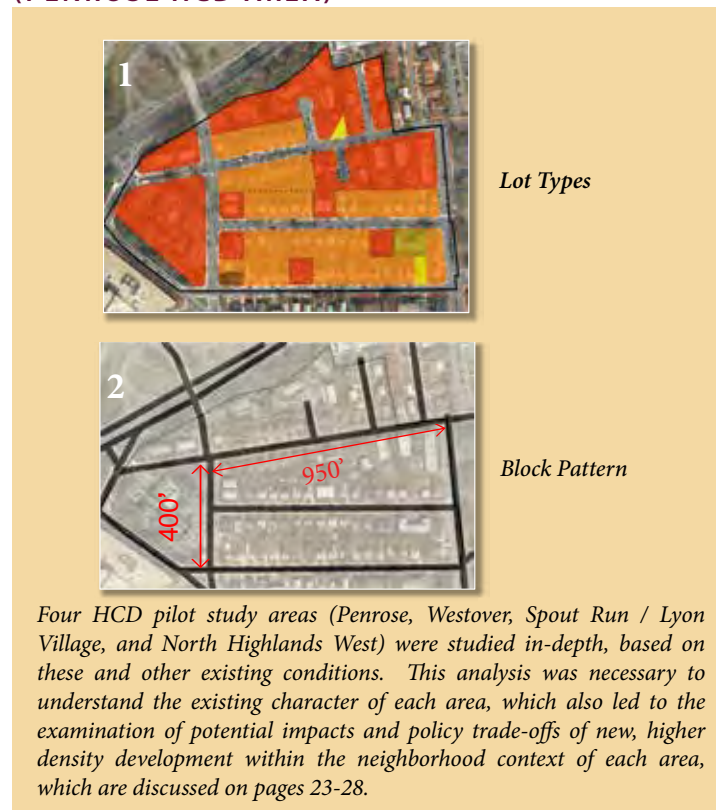 (PENROSE HCD AREA)
1
Lot Types
2
950'
400'
Block Pattern
Four HCD pilot study areas (Penrose, Westover, Spout Run / Lyon
Village, and North Highlands West) were studied in-depth, based on
these and other existing conditions. This analysis was necessary to
understand the existing character of each area, which also led to the
examination of potential impacts and policy trade-offs of new, higher
density development within the neighborhood context of each area,
which are discussed on pages 23-28.